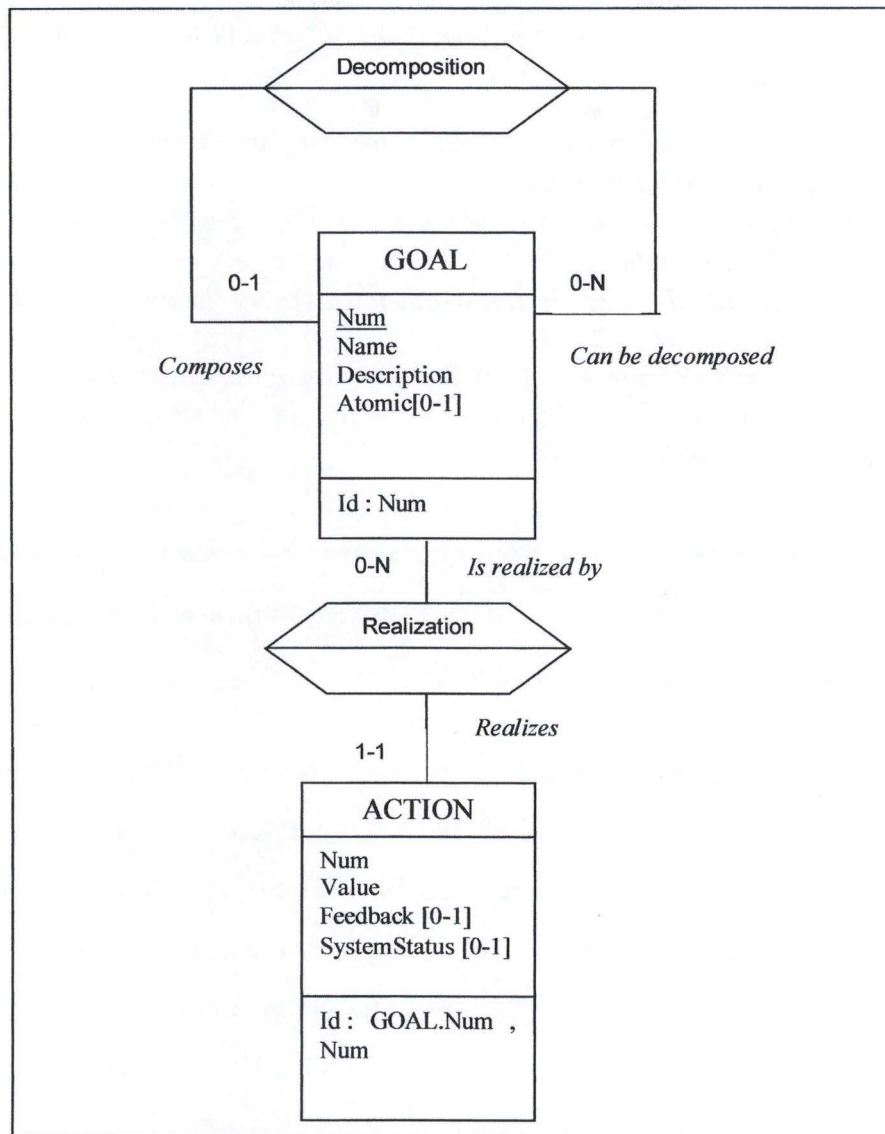 Decomposition
GOAL
0-1
0-N
Num
Name
Composes
Can be decomposed
Description
Atomic[0-1]
Id : Num
0-N
Is realized by
Realization
Realizes
1-1
ACTION
Num
Value
Feedback [0-1]
SystemStatus [0-1]
Id : GOAL.Num ,
Num